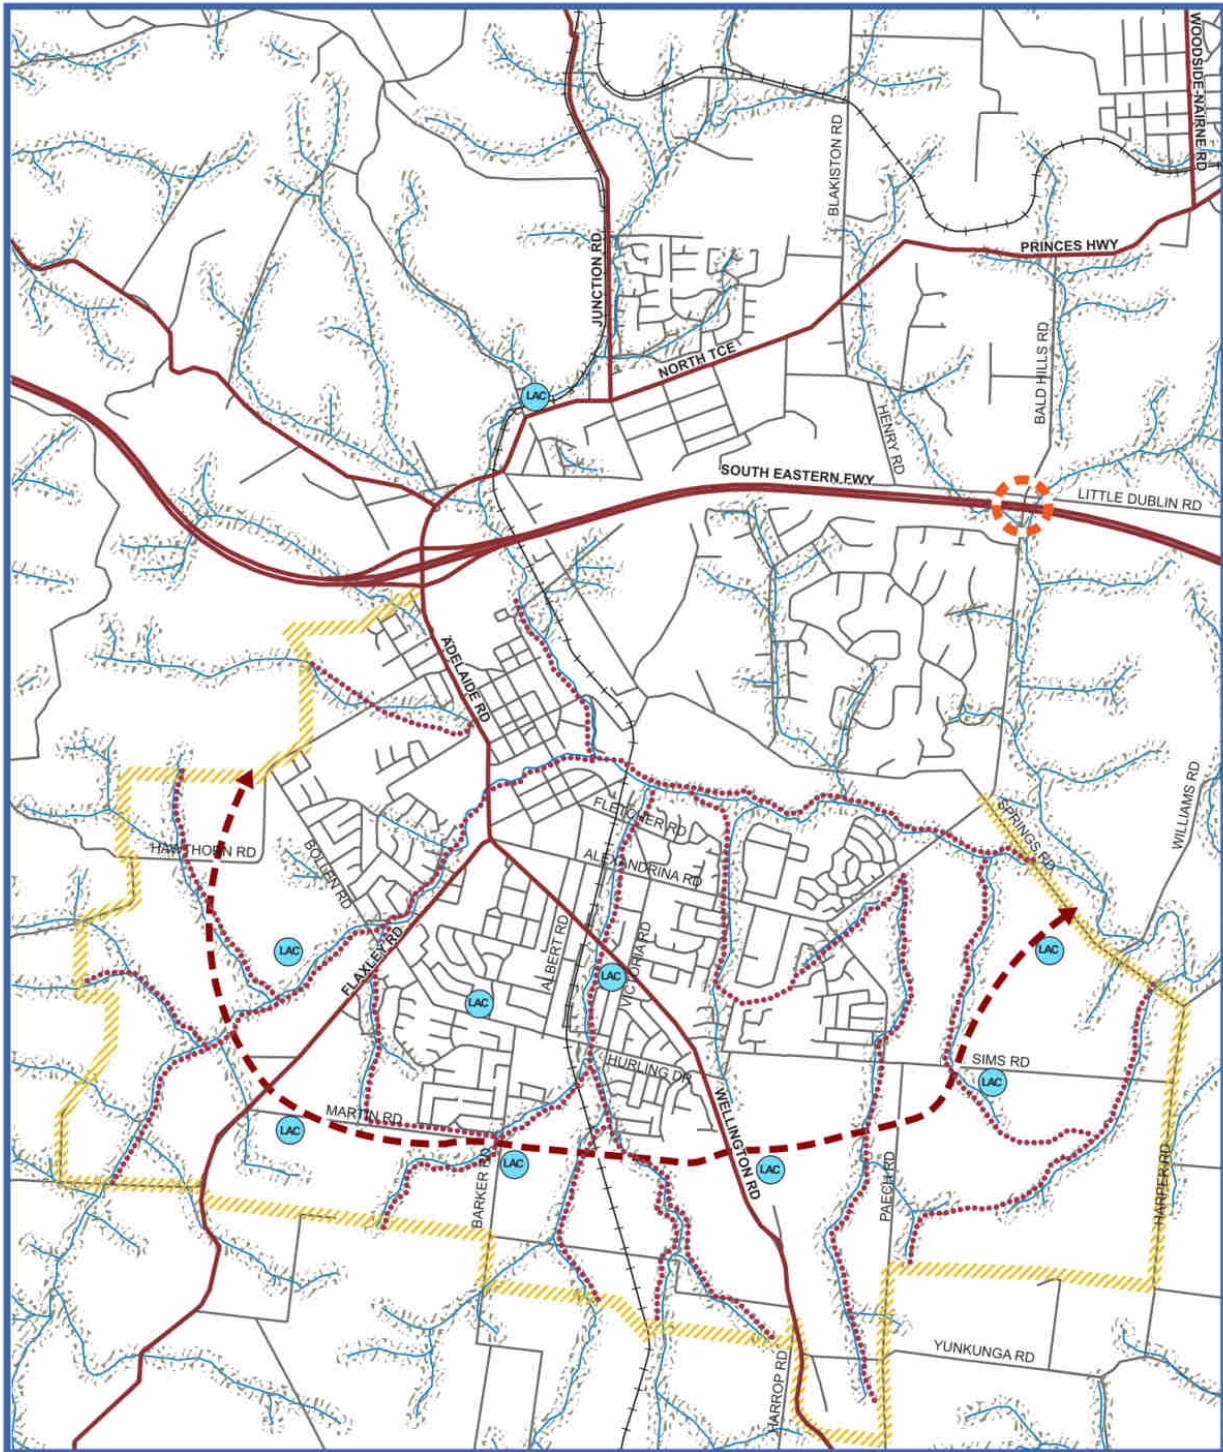 WOODSIDE-NAIRNE RD
BLAKISTON RD
PRINCES HWY
JUNCTION RD
NORTH TCE
BALD HILLS RD
LAC
HENRY RD
SOUTH EASTERN FWY
LITTLE DUBLIN RD
ADELAIDE RD
FLETCHER RD
SPRINGS RD
WILLIAMS RD
HAWTHORN RD
BOLLEN RD
ALEXANDRINA RD
FLAXLEY RD
ALBERT RD
VICTORIA RD
LAC
LAC
LAC
LAC
HURLING DR
SIMS RD
LAC
MARTIN RD
WELLINGTON RD
LAC
LAC
LAC
BARKER RD
PAECH RD
HARPER RD
YUNKUNGA RD
HARROP RD